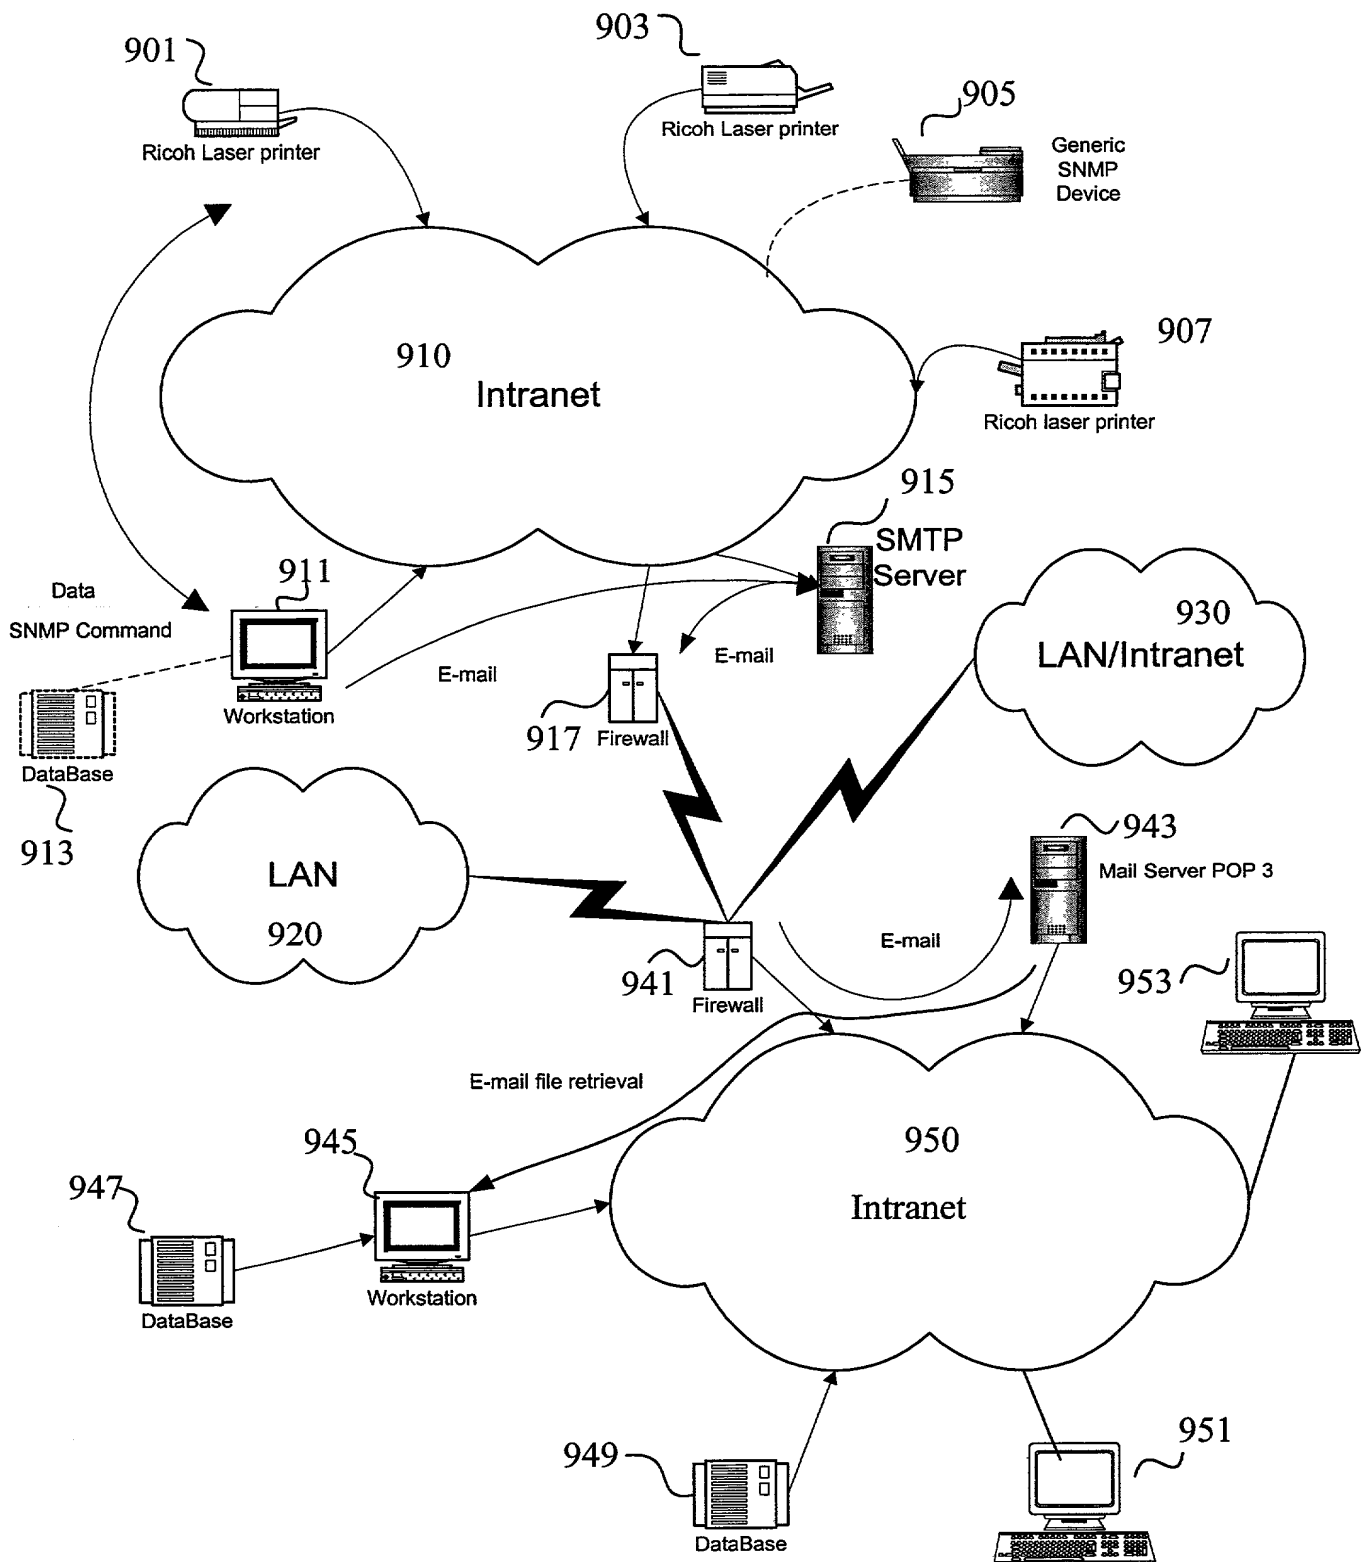 901
903
905
Ricoh Laser printer
Ricoh Laser printer
Generic
SNMP
Device
907
910
Intranet
Ricoh laser printer
915
SMTP
Server
911
Data
SNMP Command
930
LAN/Intranet
E-mail
E-mail
Workstation
917
Firewall
DataBase
913
943
LAN
Mail Server POP 3
920
E-mail
941
Firewall
953
E-mail file retrieval
945
950
947
Intranet
Workstation
DataBase
949
951
DataBase